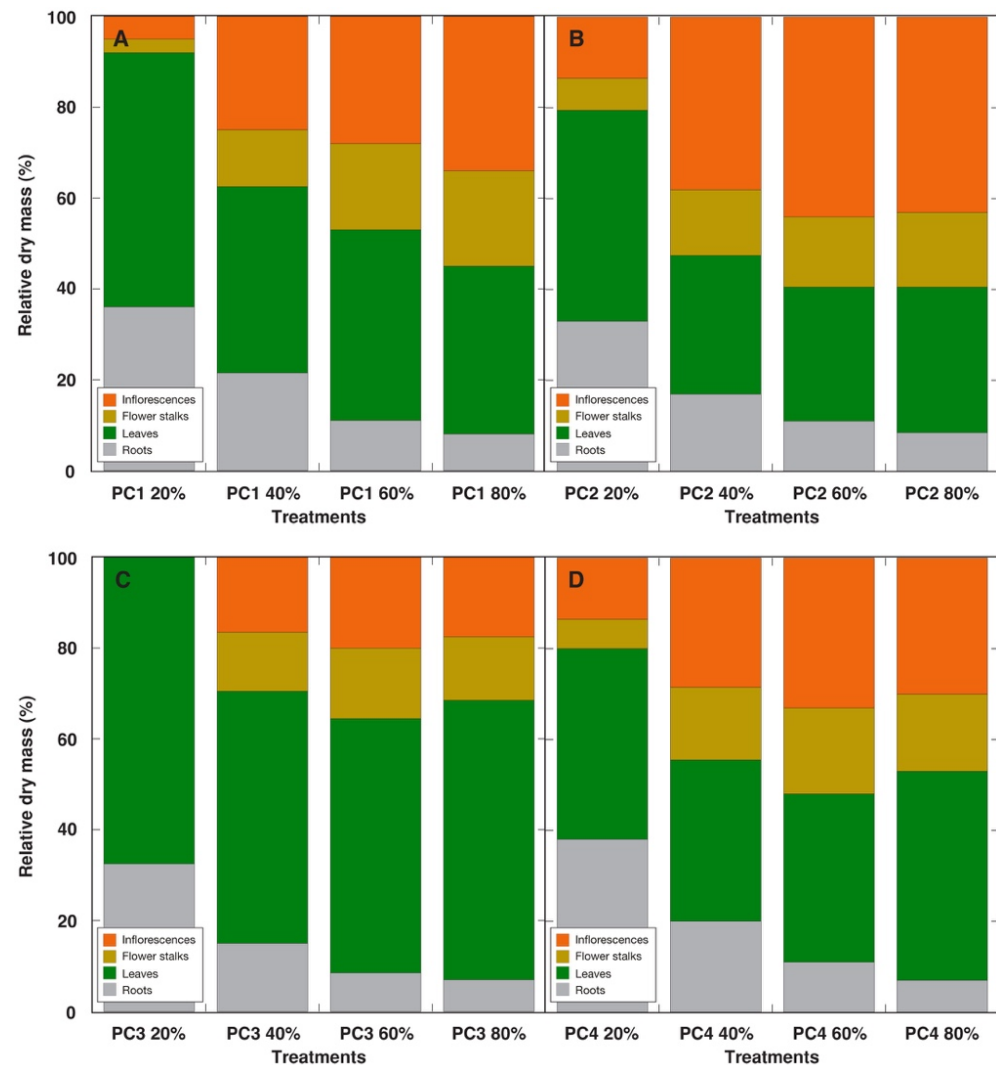 A
B
Relative dry mass (%)
100
80
60
40
20
0
Inflorescences
Flower stalks
Leaves
Roots
Inflorescences
Flower stalks
Leaves
Roots
PC1 20% PC1 40% PC1 60% PC1 80% PC2 20% PC2 40% PC2 60% PC2 80%
Treatments Treatments
C
D
Relative dry mass (%)
100
80
60
40
20
0
Inflorescences
Flower stalks
Leaves
Roots
Inflorescences
Flower stalks
Leaves
Roots
PC3 20% PC3 40% PC3 60% PC3 80% PC4 20% PC4 40% PC4 60% PC4 80%
Treatments Treatments